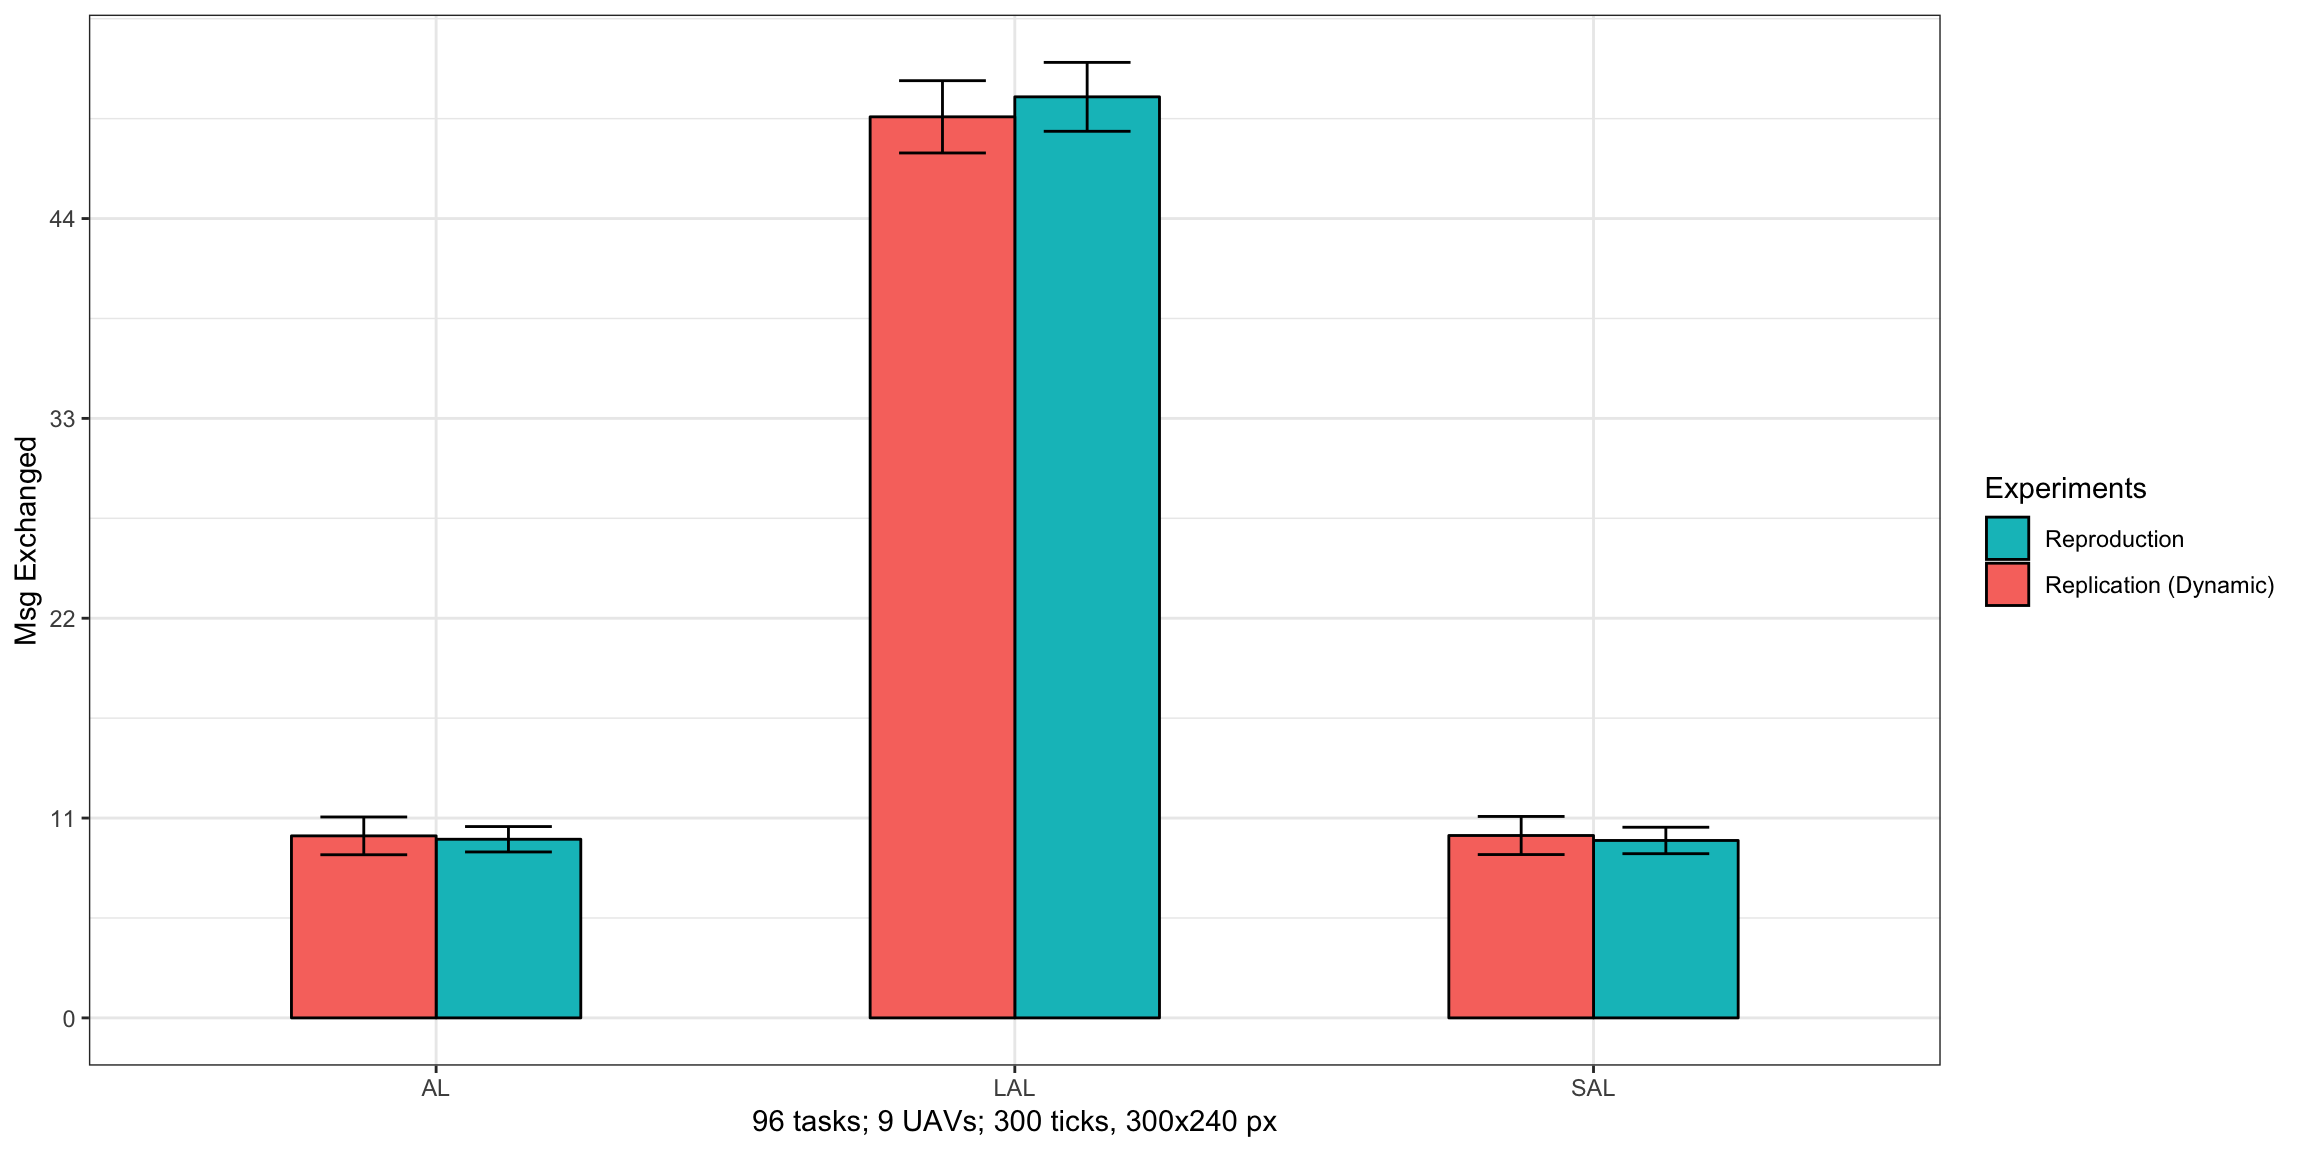 Msg Exchanged
44
33
22
11
0
AL
LAL
SAL
96 tasks; 9 UAVs; 300 ticks, 300x240 px
Experiments
Reproduction
Replication (Dynamic)